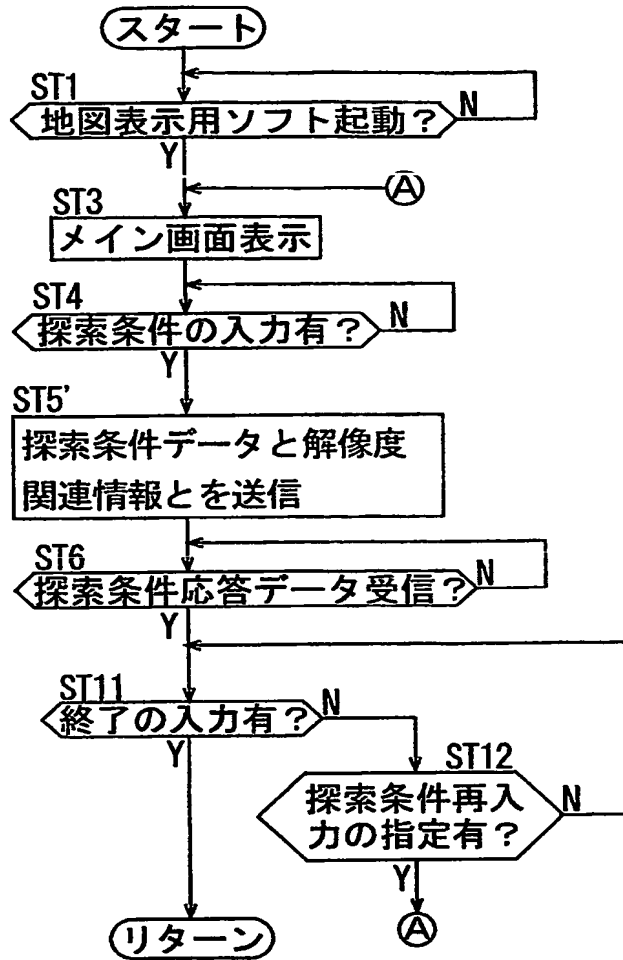 スタート
ST1
地図表示用ソフト起動?
N
Y
A
ST3
メイン画面表示
ST4
探索条件の入力有?
N
Y
ST5'
探索条件データと解像度
関連情報とを送信
ST6
探索条件応答データ受信?
N
Y
ST11
終了の入力有?
N
Y
ST12
探索条件再入
力の指定有?
N
Y
A
リターン